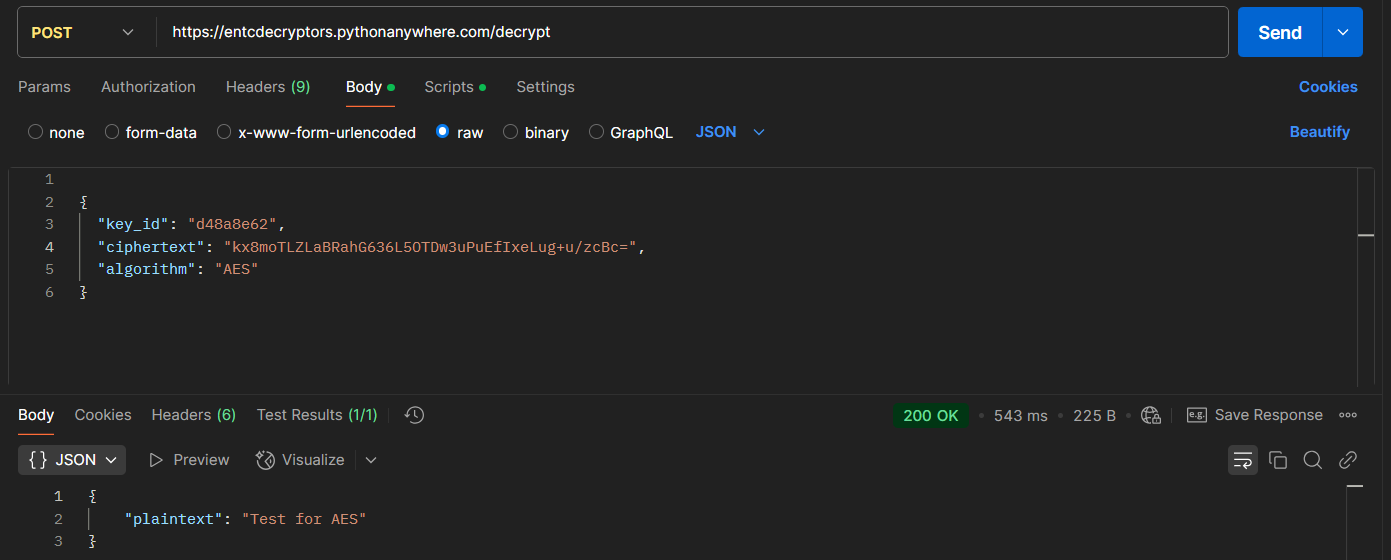 POST https://entcdecryptors.pythonanywhere.com/decrypt Send
Params Authorization Headers (9) Body Scripts Settings Cookies
none form-data x-www-form-urlencoded raw binary GraphQL JSON Beautify
1
2 {
3 "key_id": "d48a8e62",
4 "ciphertext": "kx8moTLZLaBRahG636L5OTDw3uPuEfIxeLug+u/zcBc=",
5 "algorithm": "AES"
6 }
Body Cookies Headers (6) Test Results (1/1) 200 OK • 543 ms • 225 B • e.g. Save Response
{} JSON Preview Visualize
1 {
2 "plaintext": "Test for AES"
3 }